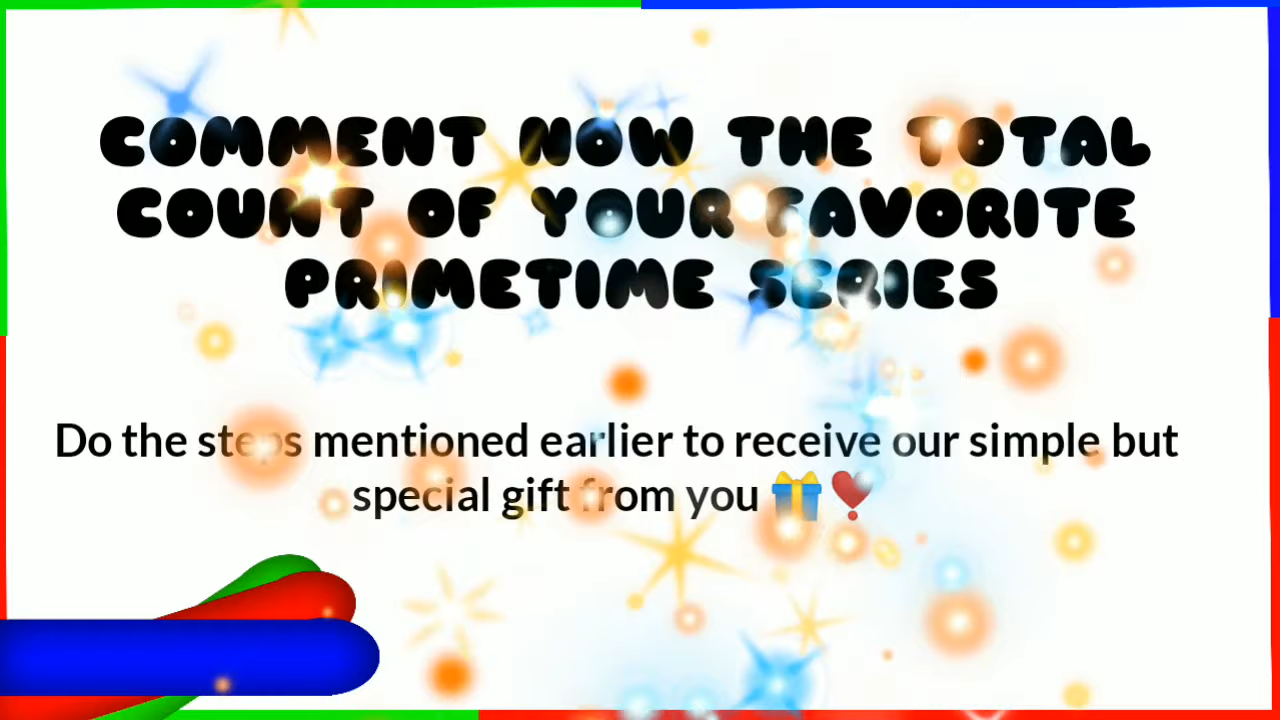 COMMENT NOW THE TOTAL
COUNT OF YOUR FAVORITE
PRIMETIME SERIES
Do the steps mentioned earlier to receive our simple but
special gift from you 🎁❣️